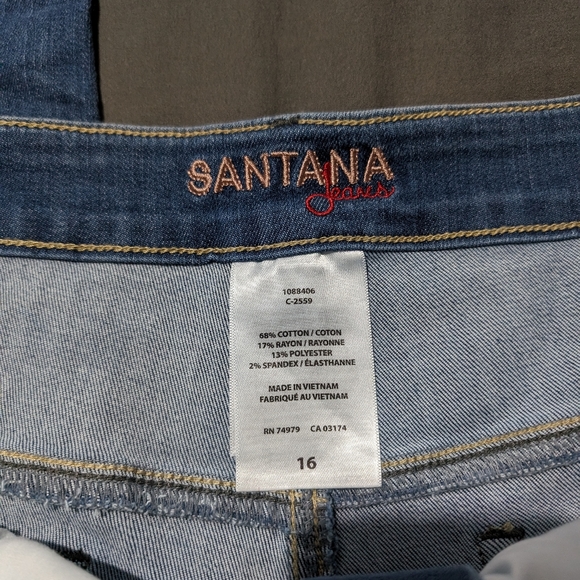 SANTANA
Jeans
1088406
C-2559
68% COTTON / COTON
17% RAYON / RAYONNE
13% POLYESTER
2% SPANDEX / ÉLASTHANNE
MADE IN VIETNAM
FABRIQUÉ AU VIETNAM
RN 74979 CA 03174
16